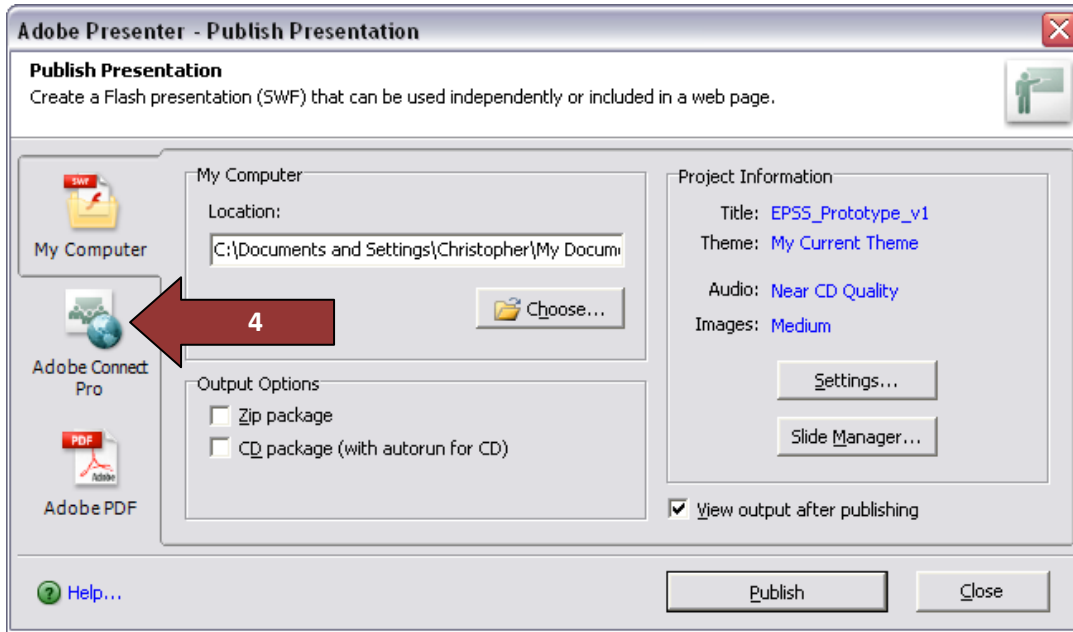 Adobe Presenter - Publish Presentation
Publish Presentation
Create a Flash presentation (SWF) that can be used independently or included in a web page.
SWF
My Computer
4
Adobe Connect
Pro
PDF
Adobe
Adobe PDF
My Computer
Location:
C:\Documents and Settings\Christopher\My Docum
Choose...
Output Options
Zip package
CD package (with autorun for CD)
Project Information
Title: EPSS_Prototype_v1
Theme: My Current Theme
Audio: Near CD Quality
Images: Medium
Settings...
Slide Manager...
View output after publishing
? Help...
Publish
Close